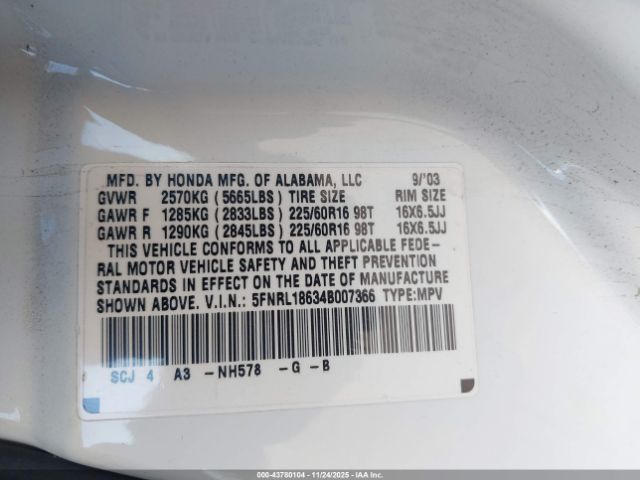 MFD. BY HONDA MFG. OF ALABAMA, LLC 9/'03
GVWR 2570KG (5665LBS) TIRE SIZE RIM SIZE
GAWR F 1285KG (2833LBS) 225/60R16 98T 16X6.5JJ
GAWR R 1290KG (2845LBS) 225/60R16 98T 16X6.5JJ
THIS VEHICLE CONFORMS TO ALL APPLICABLE FEDE-
RAL MOTOR VEHICLE SAFETY AND THEFT PREVENTION
STANDARDS IN EFFECT ON THE DATE OF MANUFACTURE
SHOWN ABOVE. V.I.N.: 5FNRL18634B007366 TYPE:MPV
SCJ 4 A3 -NH578 -G -B
000-43780104 - 11/24/2025 - IAAI.COM